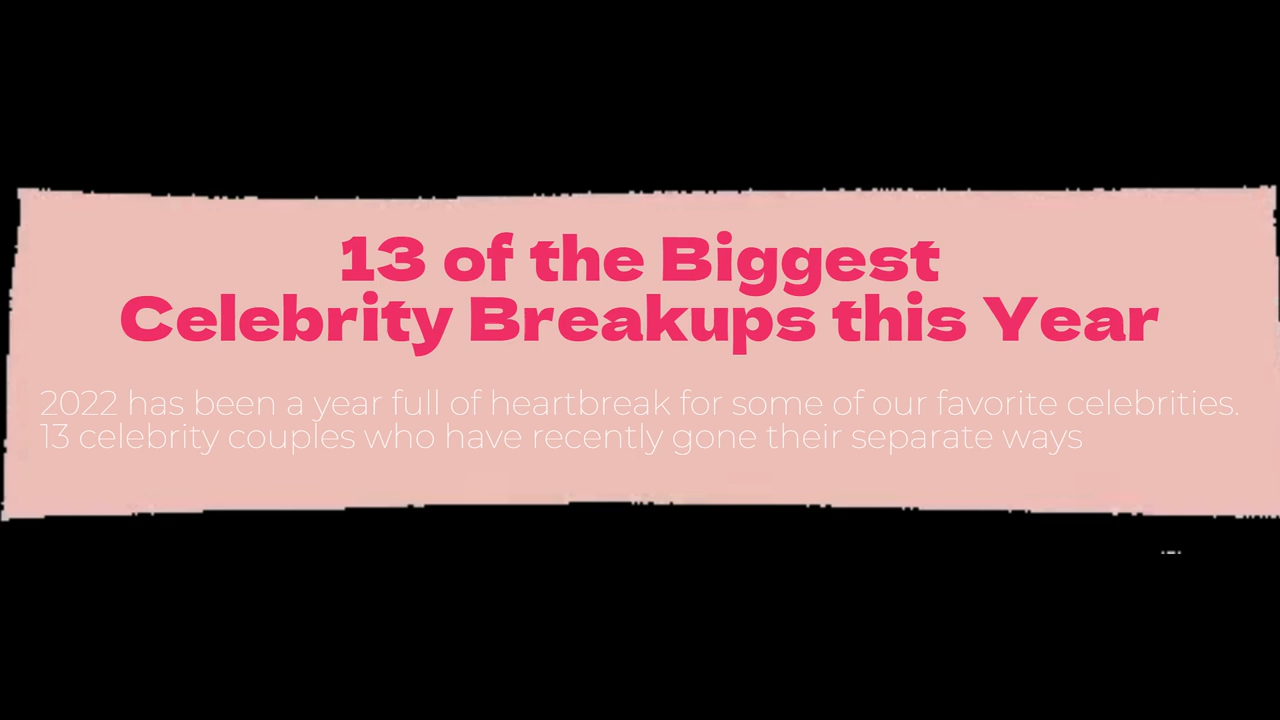 13 of the Biggest
Celebrity Breakups this Year
2022 has been a year full of heartbreak for some of our favorite celebrities.
13 celebrity couples who have recently gone their separate ways